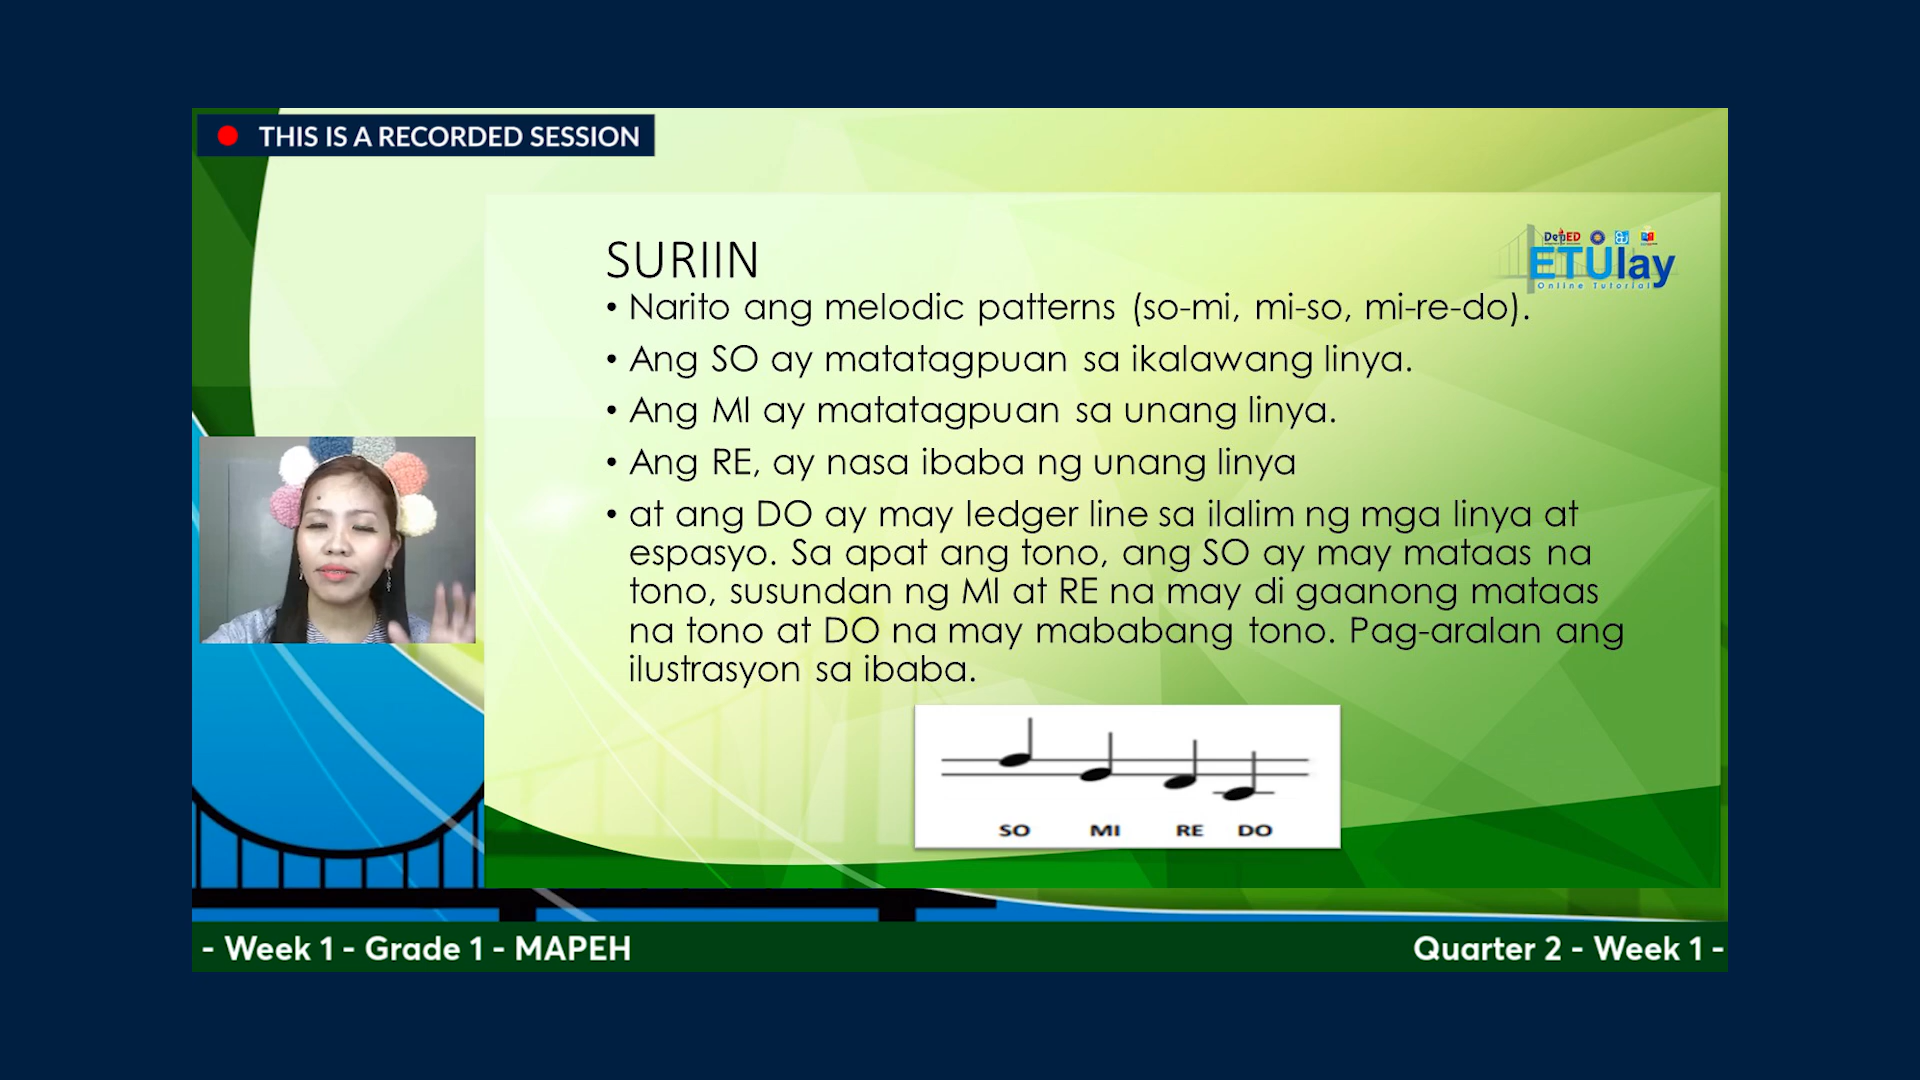 THIS IS A RECORDED SESSION
DepED
ETUlay
Online Tutorial
SURIIN
• Narito ang melodic patterns (so-mi, mi-so, mi-re-do).
• Ang SO ay matatagpuan sa ikalawang linya.
• Ang MI ay matatagpuan sa unang linya.
• Ang RE, ay nasa ibaba ng unang linya
• at ang DO ay may ledger line sa ilalim ng mga linya at
espasyo. Sa apat ang tono, ang SO ay may mataas na
tono, susundan ng MI at RE na may di gaanong mataas
na tono at DO na may mababang tono. Pag-aralan ang
ilustrasyon sa ibaba.
SO MI RE DO
- Week 1 - Grade 1 - MAPEH
Quarter 2 - Week 1 -